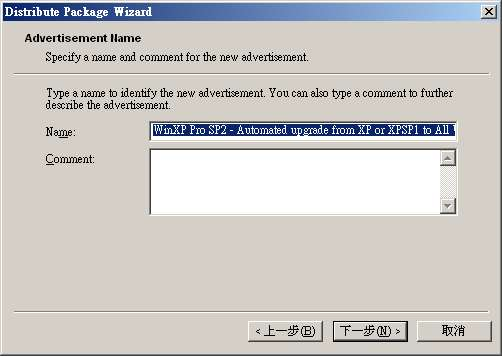 Distribute Package Wizard
Advertisement Name
Specify a name and comment for the new advertisement.
Type a name to identify the new advertisement. You can also type a comment to further
describe the advertisement.
Name: WinXP Pro SP2 - Automated upgrade from XP or XPSP1 to All
Comment:
< 上一步(B) 下一步(N) > 取消